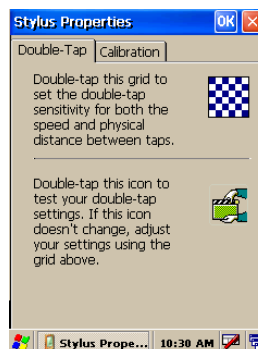 Stylus Properties OK
Double-Tap Calibration
Double-tap this grid to
set the double-tap
sensitivity for both the
speed and physical
distance between taps.
Double-tap this icon to
test your double-tap
settings. If this icon
doesn't change, adjust
your settings using the
grid above.
Stylus Prope... 10:30 AM